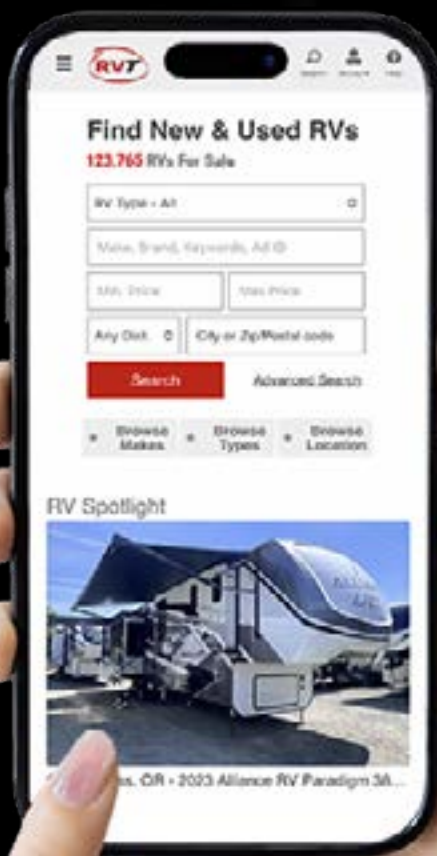 RVT
Find New & Used RVs
123,765 RVs For Sale
RV Type - All
Make, Brand, Keywords, Ad ID
Min. Price Max Price
Any Dist. City or Zip/Postal code
Search Advanced Search
Browse Makes Browse Types Browse Location
RV Spotlight
ALLIANCE
OR - 2023 Alliance RV Paradigm 3A...